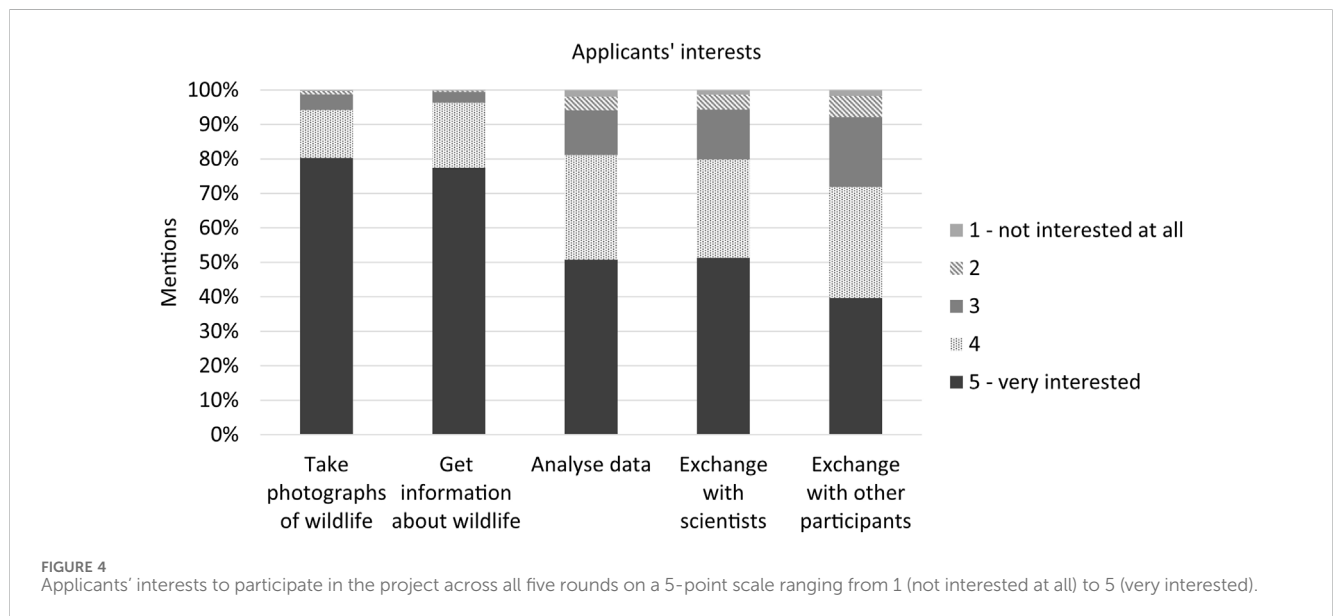 Applicants' interests
100%
90%
80%
70%
60%
50%
40%
30%
20%
10%
0%
Mentions
Take
photographs
of wildlife
Get
information
about wildlife
Analyse data
Exchange
with
scientists
Exchange
with other
participants
1 - not interested at all
2
3
4
5 - very interested
FIGURE 4
Applicants’ interests to participate in the project across all five rounds on a 5-point scale ranging from 1 (not interested at all) to 5 (very interested).